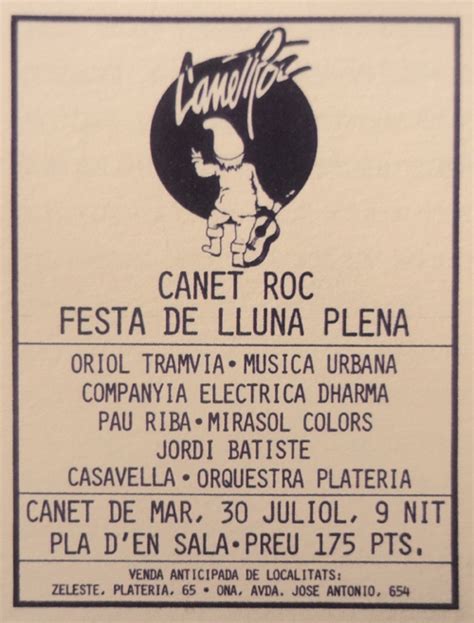 Canet Roc
CANET ROC
FESTA DE LLUNA PLENA
ORIOL TRAMVIA • MUSICA URBANA
COMPANYIA ELECTRICA DHARMA
PAU RIBA • MIRASOL COLORS
JORDI BATISTE
CASAVELLA • ORQUESTRA PLATERIA
CANET DE MAR, 30 JULIOL, 9 NIT
PLA D'EN SALA • PREU 175 PTS.
VENDA ANTICIPADA DE LOCALITATS:
ZELESTE, PLATERIA, 65 • ONA, AVDA. JOSE ANTONIO, 654